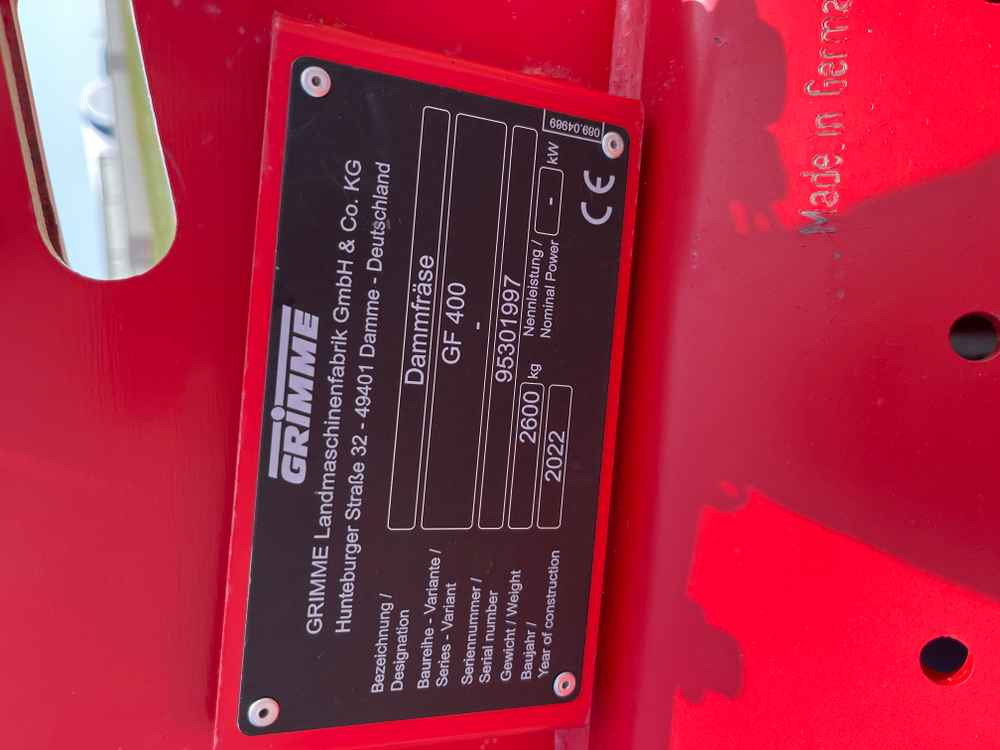 GRIMME
GRIMME Landmaschinenfabrik GmbH & Co. KG
Hunteburger Straße 32 - 49401 Damme - Deutschland
Bezeichnung /
Designation
Dammfräse
Baureihe - Variante /
Series - Variant
GF 400
-
Seriennummer /
Serial number
95301997
Gewicht / Weight
2600 kg
Nennleistung /
Nominal Power
- kW
Baujahr /
Year of construction
2022
CE
089.04989
Made in Germa